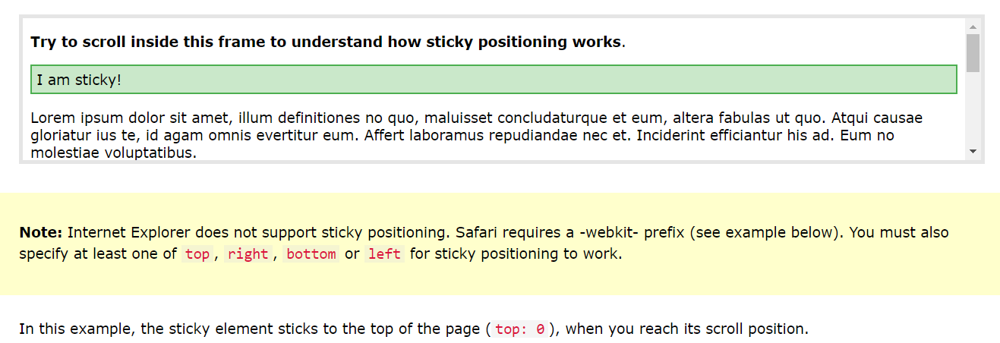 Try to scroll inside this frame to understand how sticky positioning works.
I am sticky!
Lorem ipsum dolor sit amet, illum definitiones no quo, maluisset concludaturque et eum, altera fabulas ut quo. Atqui causae
gloriatur ius te, id agam omnis evertitur eum. Affert laboramus repudiandae nec et. Inciderint efficiantur his ad. Eum no
molestiae voluptatibus.
Note: Internet Explorer does not support sticky positioning. Safari requires a -webkit- prefix (see example below). You must also
specify at least one of top, right, bottom or left for sticky positioning to work.
In this example, the sticky element sticks to the top of the page (top: 0), when you reach its scroll position.